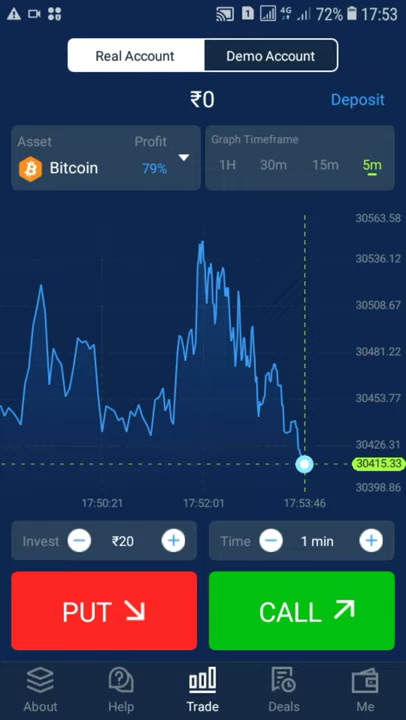 1 4G 72% 17:53
Real Account Demo Account
₹0 Deposit
Asset Profit Graph Timeframe
Bitcoin 79% 1H 30m 15m 5m
30563.58
30536.12
30508.67
30481.22
30453.77
30426.31
30415.33
30398.86
17:50:21 17:52:01 17:53:46
Invest ₹20 Time 1 min
PUT CALL
About Help Trade Deals Me